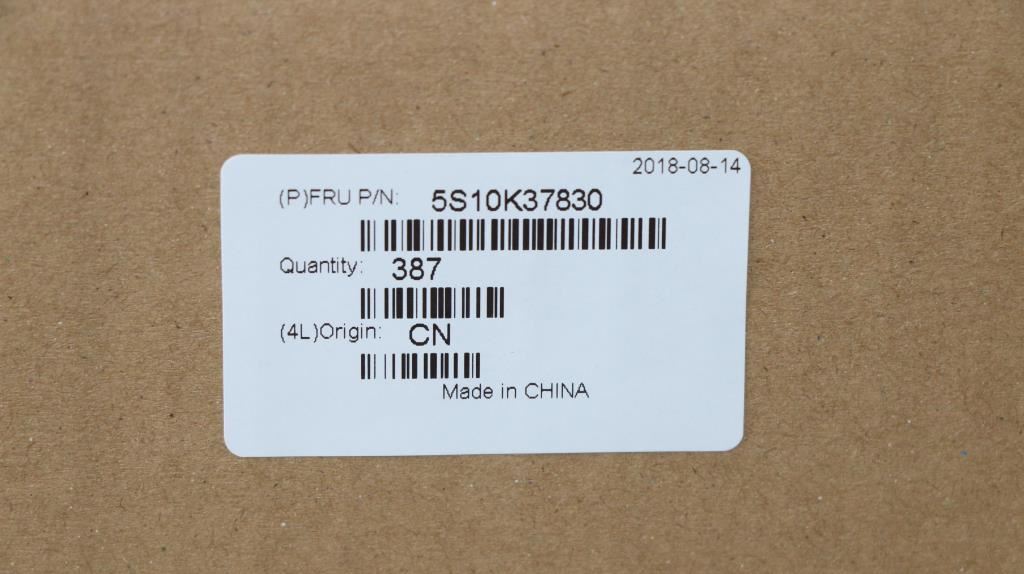 2018-08-14
(P)FRU P/N: 5S10K37830
Quantity: 387
(4L)Origin: CN
Made in CHINA